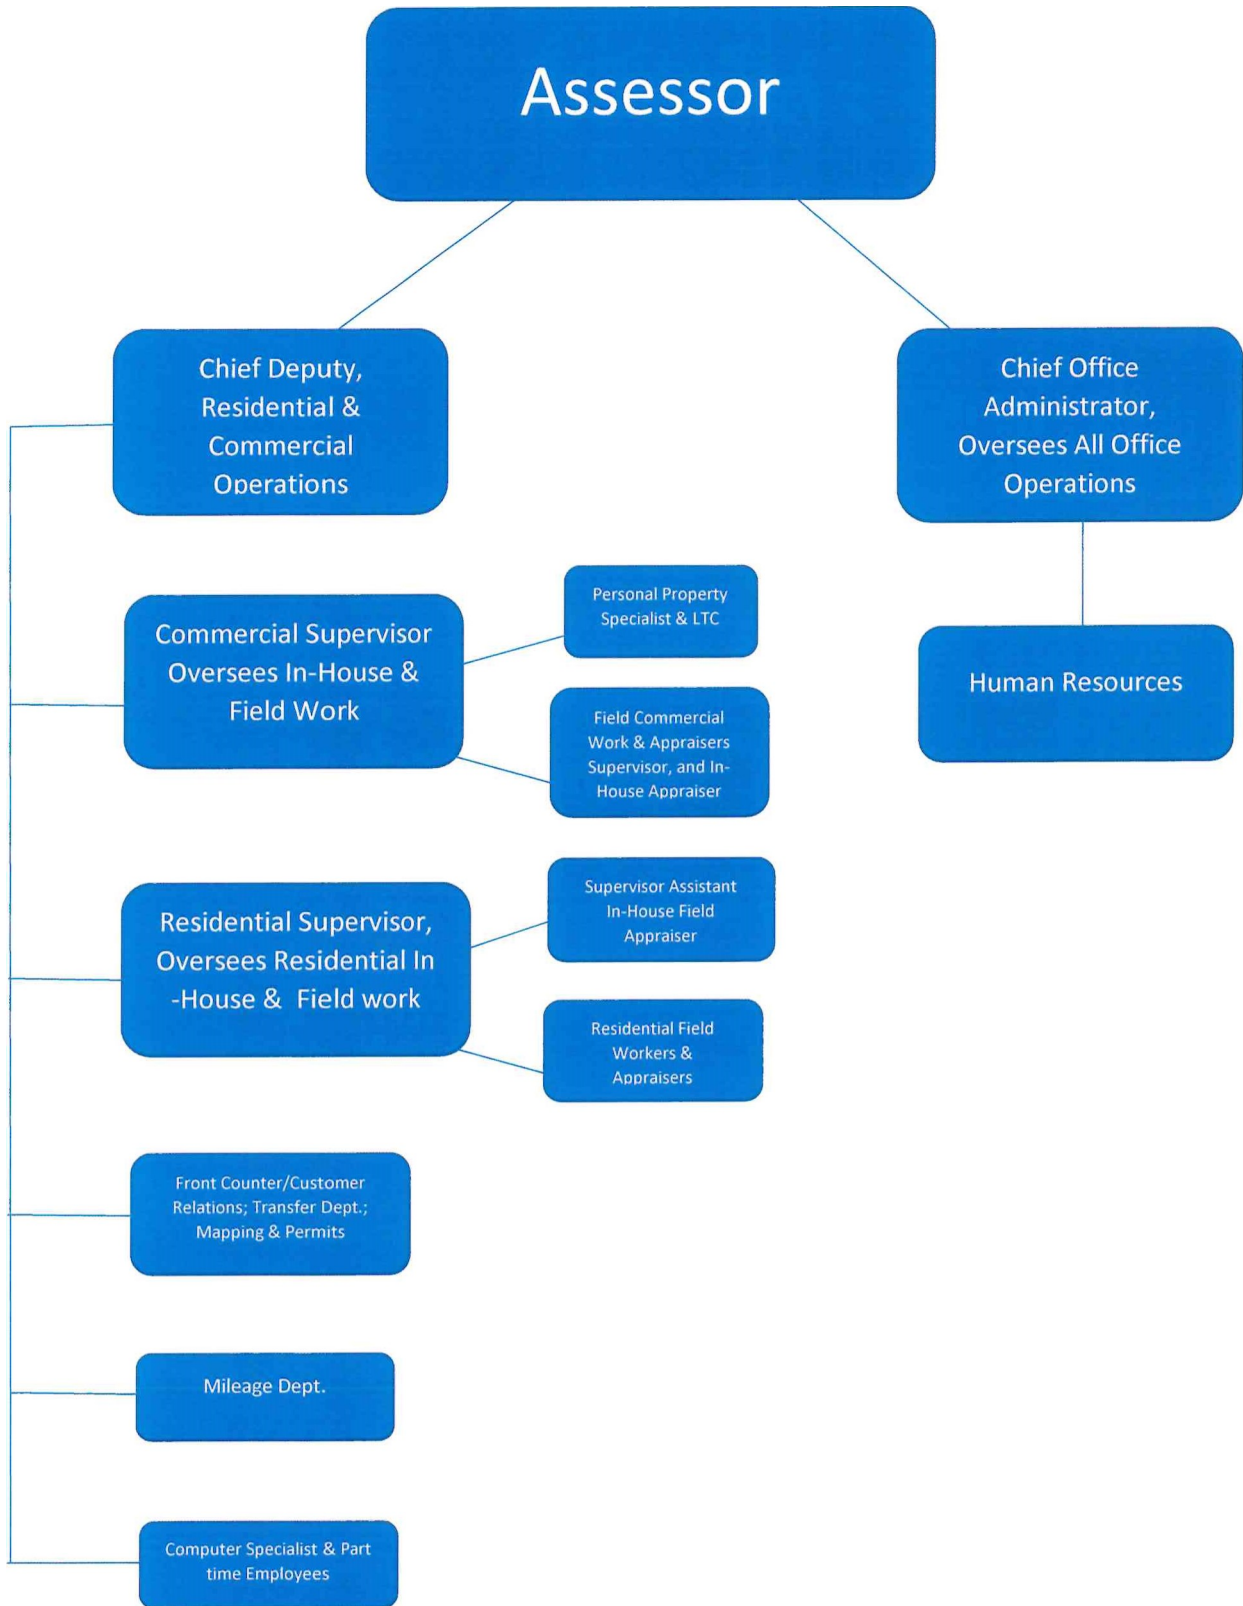 Assessor
Chief Deputy,
Residential &
Commercial
Operations
Chief Office
Administrator,
Oversees All Office
Operations
Commercial Supervisor
Oversees In-House &
Field Work
Personal Property
Specialist & LTC
Field Commercial
Work & Appraisers
Supervisor, and In-
House Appraiser
Human Resources
Residential Supervisor,
Oversees Residential In
-House & Field work
Supervisor Assistant
In-House Field
Appraiser
Residential Field
Workers &
Appraisers
Front Counter/Customer
Relations; Transfer Dept.;
Mapping & Permits
Mileage Dept.
Computer Specialist & Part
time Employees